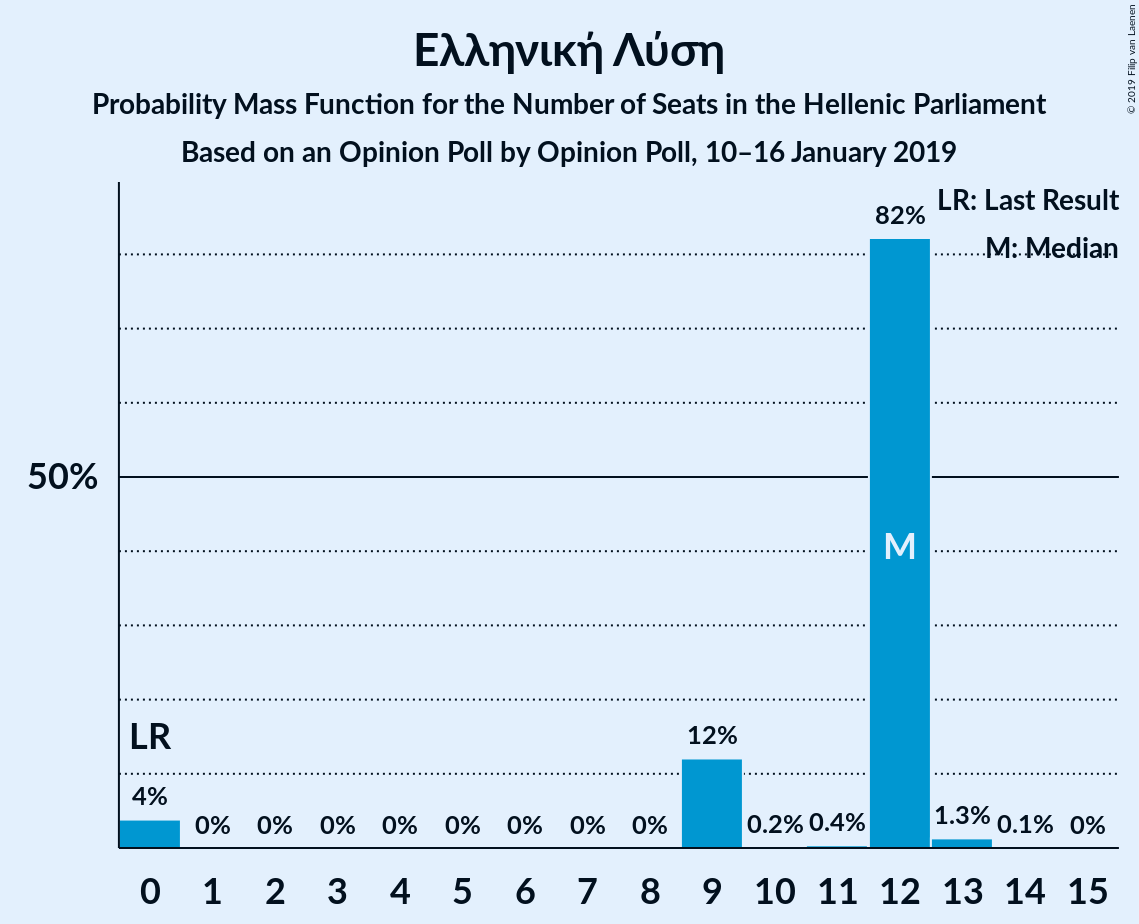 Ελληνική Λύση
Probability Mass Function for the Number of Seats in the Hellenic Parliament
Based on an Opinion Poll by Opinion Poll, 10–16 January 2019
© 2019 Filip van Laenen
LR: Last Result
M: Median
50%
LR
4% 0% 0% 0% 0% 0% 0% 0% 0% 12% 0.2% 0.4% 82% 1.3% 0.1% 0%
M
0 1 2 3 4 5 6 7 8 9 10 11 12 13 14 15